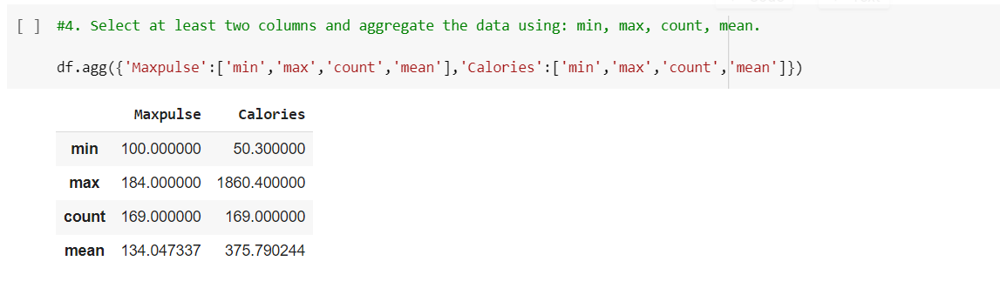 [ ] #4. Select at least two columns and aggregate the data using: min, max, count, mean.
df.agg({'Maxpulse':['min','max','count','mean'],'Calories':['min','max','count','mean']})
Maxpulse Calories
min 100.000000 50.300000
max 184.000000 1860.400000
count 169.000000 169.000000
mean 134.047337 375.790244